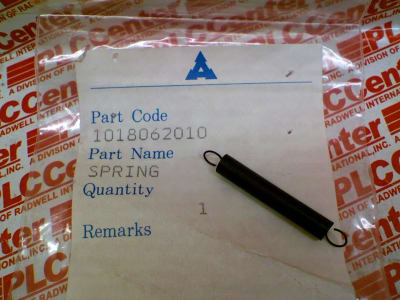 Part Code
1018062010
Part Name
SPRING
Quantity
1
Remarks
PLCCenter
A DIVISION OF RADWELL INTERNATIONAL, INC.